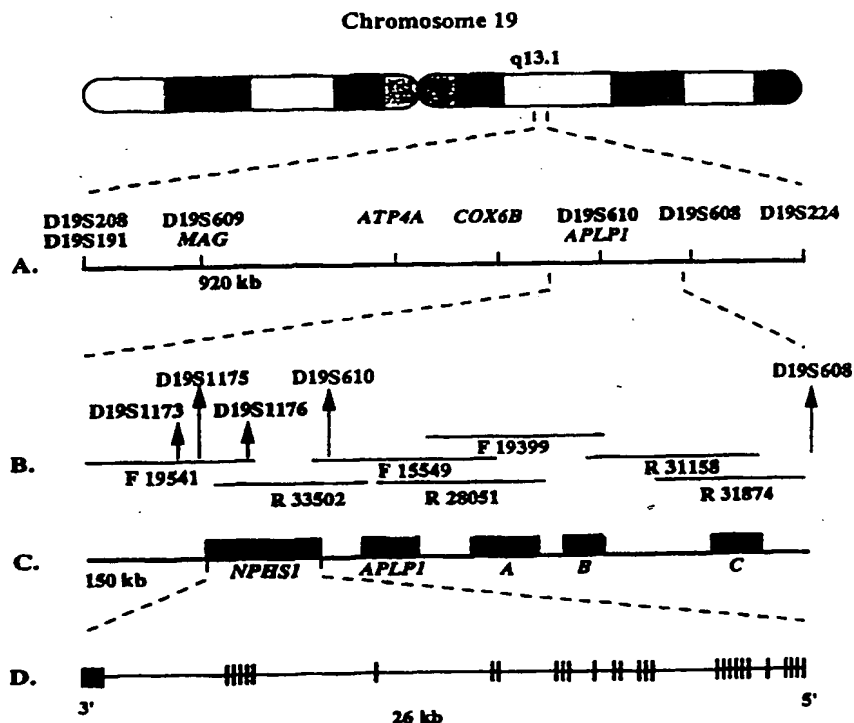 Chromosome 19
q13.1
D19S208 D19S609 ATP4A COX6B D19S610 D19S608 D19S224
D19S191 MAG APLP1
A.
920 kb
D19S1175 D19S610 D19S608
D19S1173 D19S1176
F 19399
B.
F 19541 F 15549 R 31158
R 33502 R 28051 R 31874
C.
150 kb NPHS1 APLP1 A B C
D.
3' 26 kb 5'